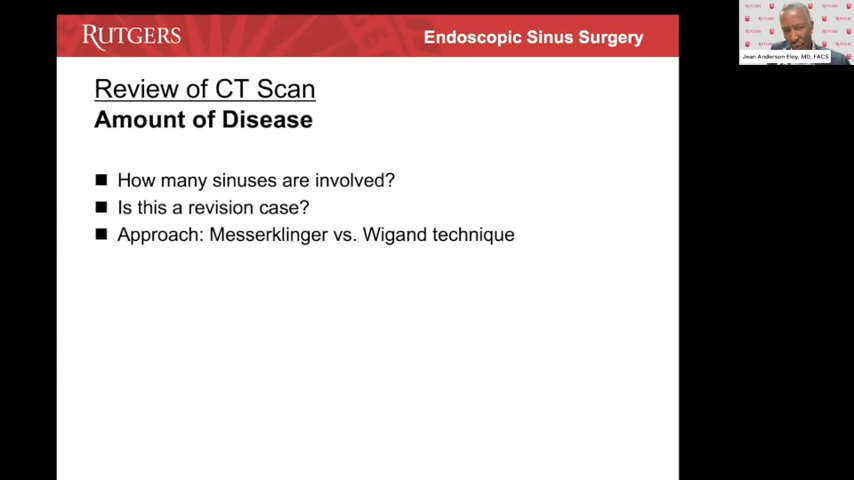 RUTGERS
Endoscopic Sinus Surgery
Review of CT Scan
Amount of Disease
How many sinuses are involved?
Is this a revision case?
Approach: Messerklinger vs. Wigand technique
Jean Anderson Eloy, MD, FACS